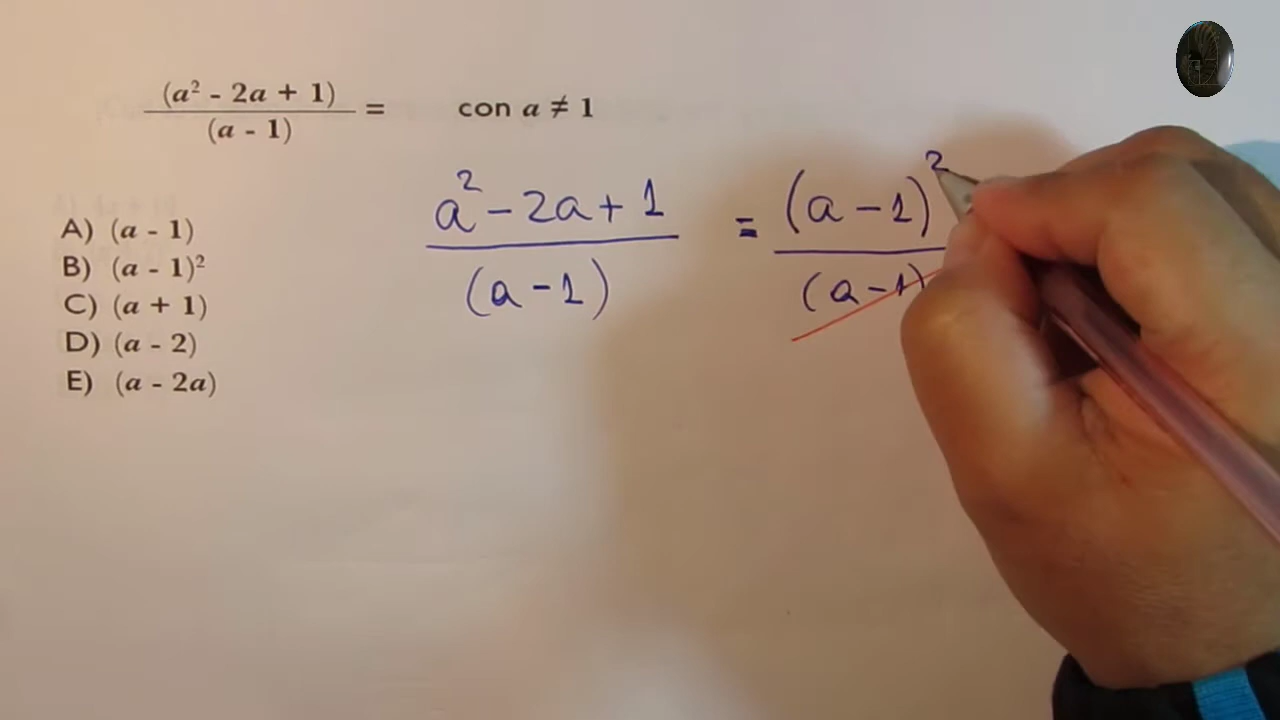 (a² - 2a + 1)
(a - 1)
= con a ≠ 1
A) (a - 1)
B) (a - 1)²
C) (a + 1)
D) (a - 2)
E) (a - 2a)
a² - 2a + 1
(a - 1)
= (a - 1)²
(a - 1)